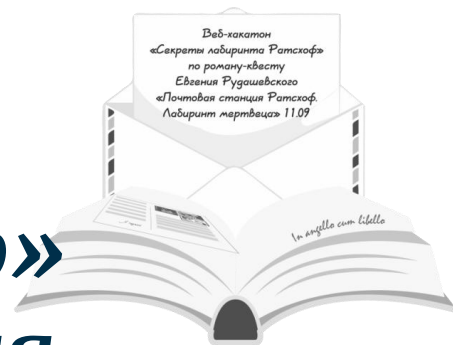 Веб-хакатон
«Секреты лабиринта Ратсхоф»
по роману-квесту
Евгения Рудашевского
«Почтовая станция Ратсхоф.
Лабиринт мертвеца» 11.09
In angello cum libello
»